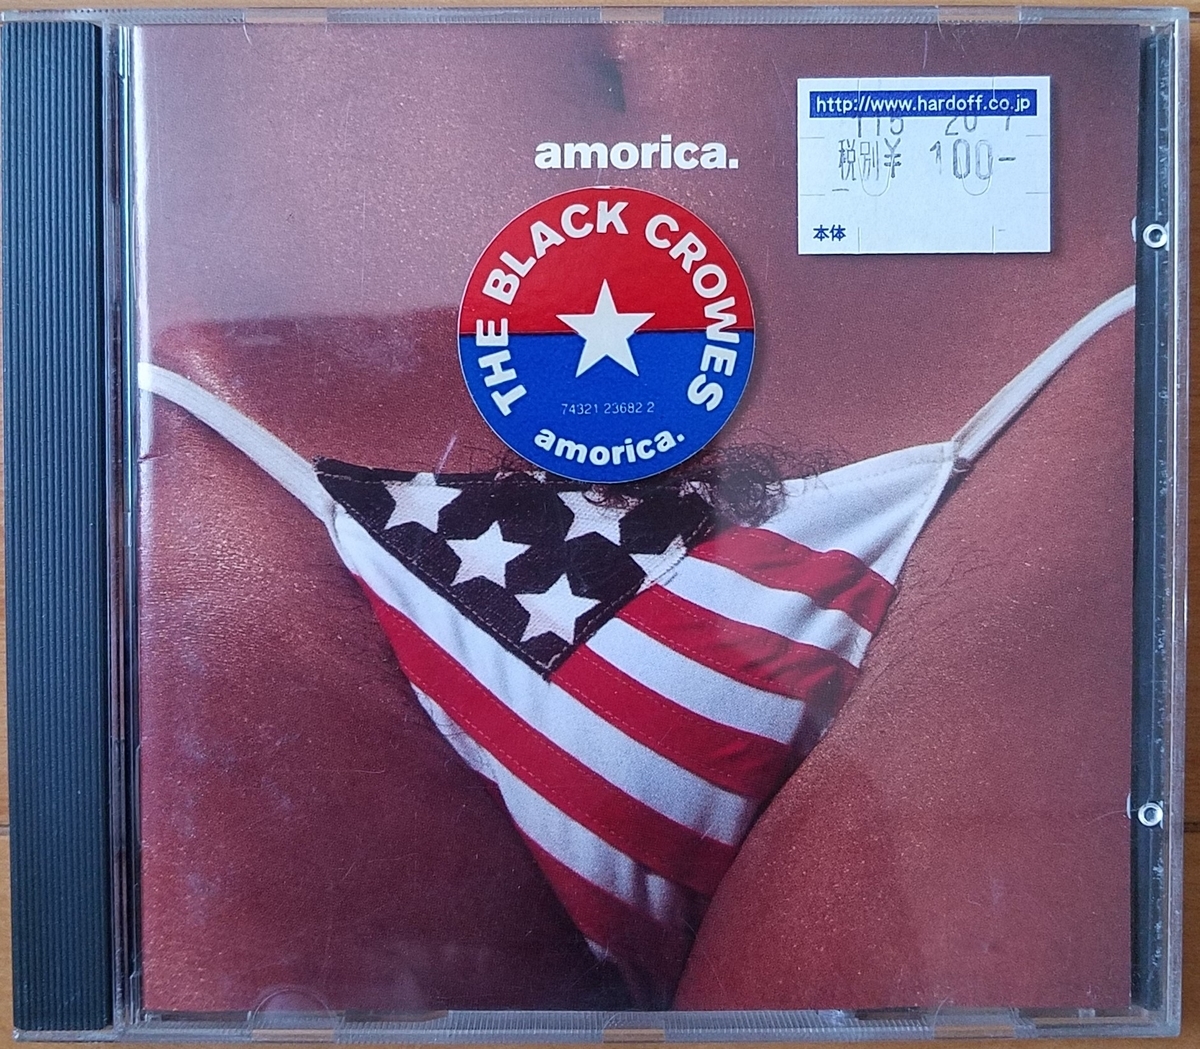 amorica.
http://www.hardoff.co.jp
税別¥ 100-
本体
THE BLACK CROWES
74321 23682 2
amorica.